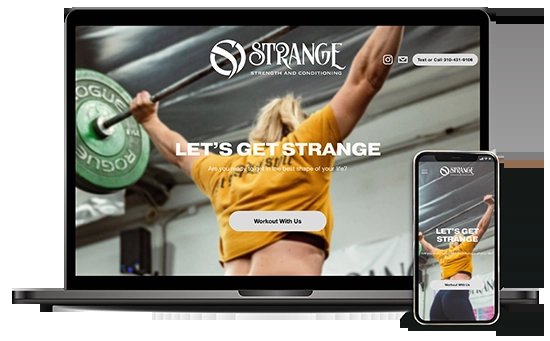 STRANGE
STRENGTH AND CONDITIONING
Text or Call 310-431-9106
LET'S GET STRANGE
Are you ready to get in the best shape of your life?
Workout With Us
ROGUE
ROGUE
STRANGE
LET'S GET
STRANGE
Workout With Us